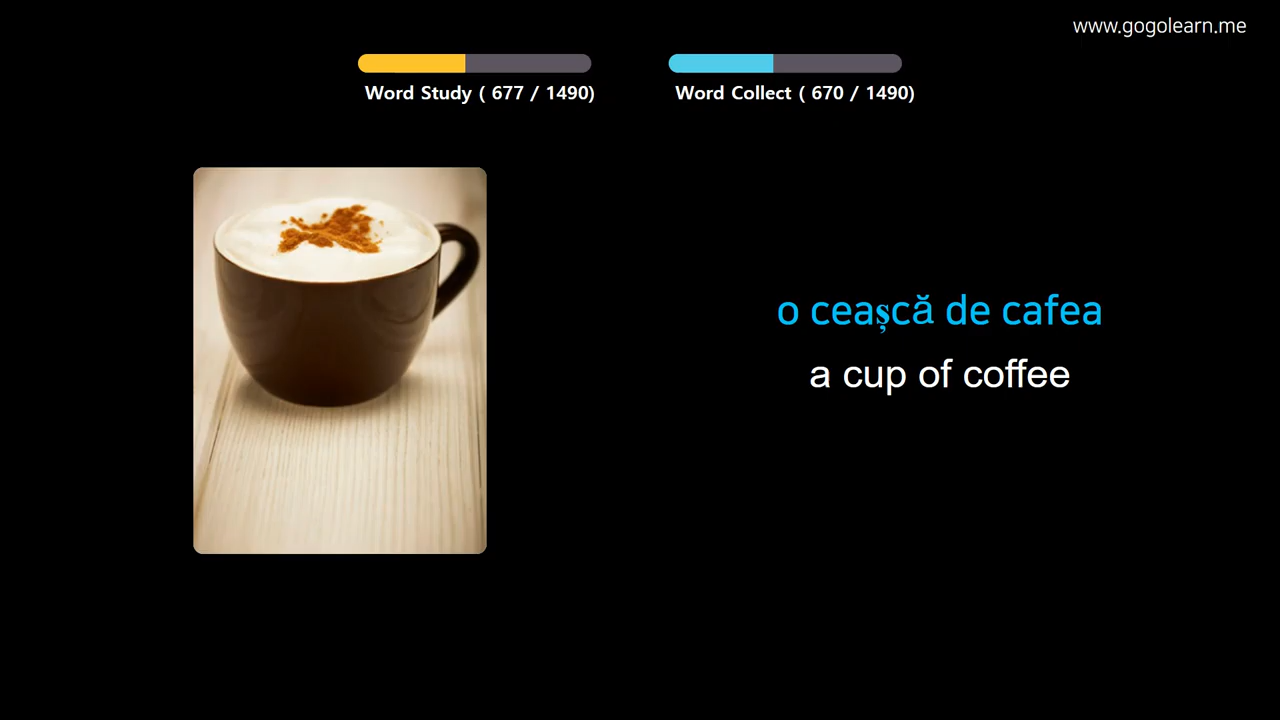 www.gogolearn.me
Word Study ( 677 / 1490)
Word Collect ( 670 / 1490)
o ceașcă de cafea
a cup of coffee